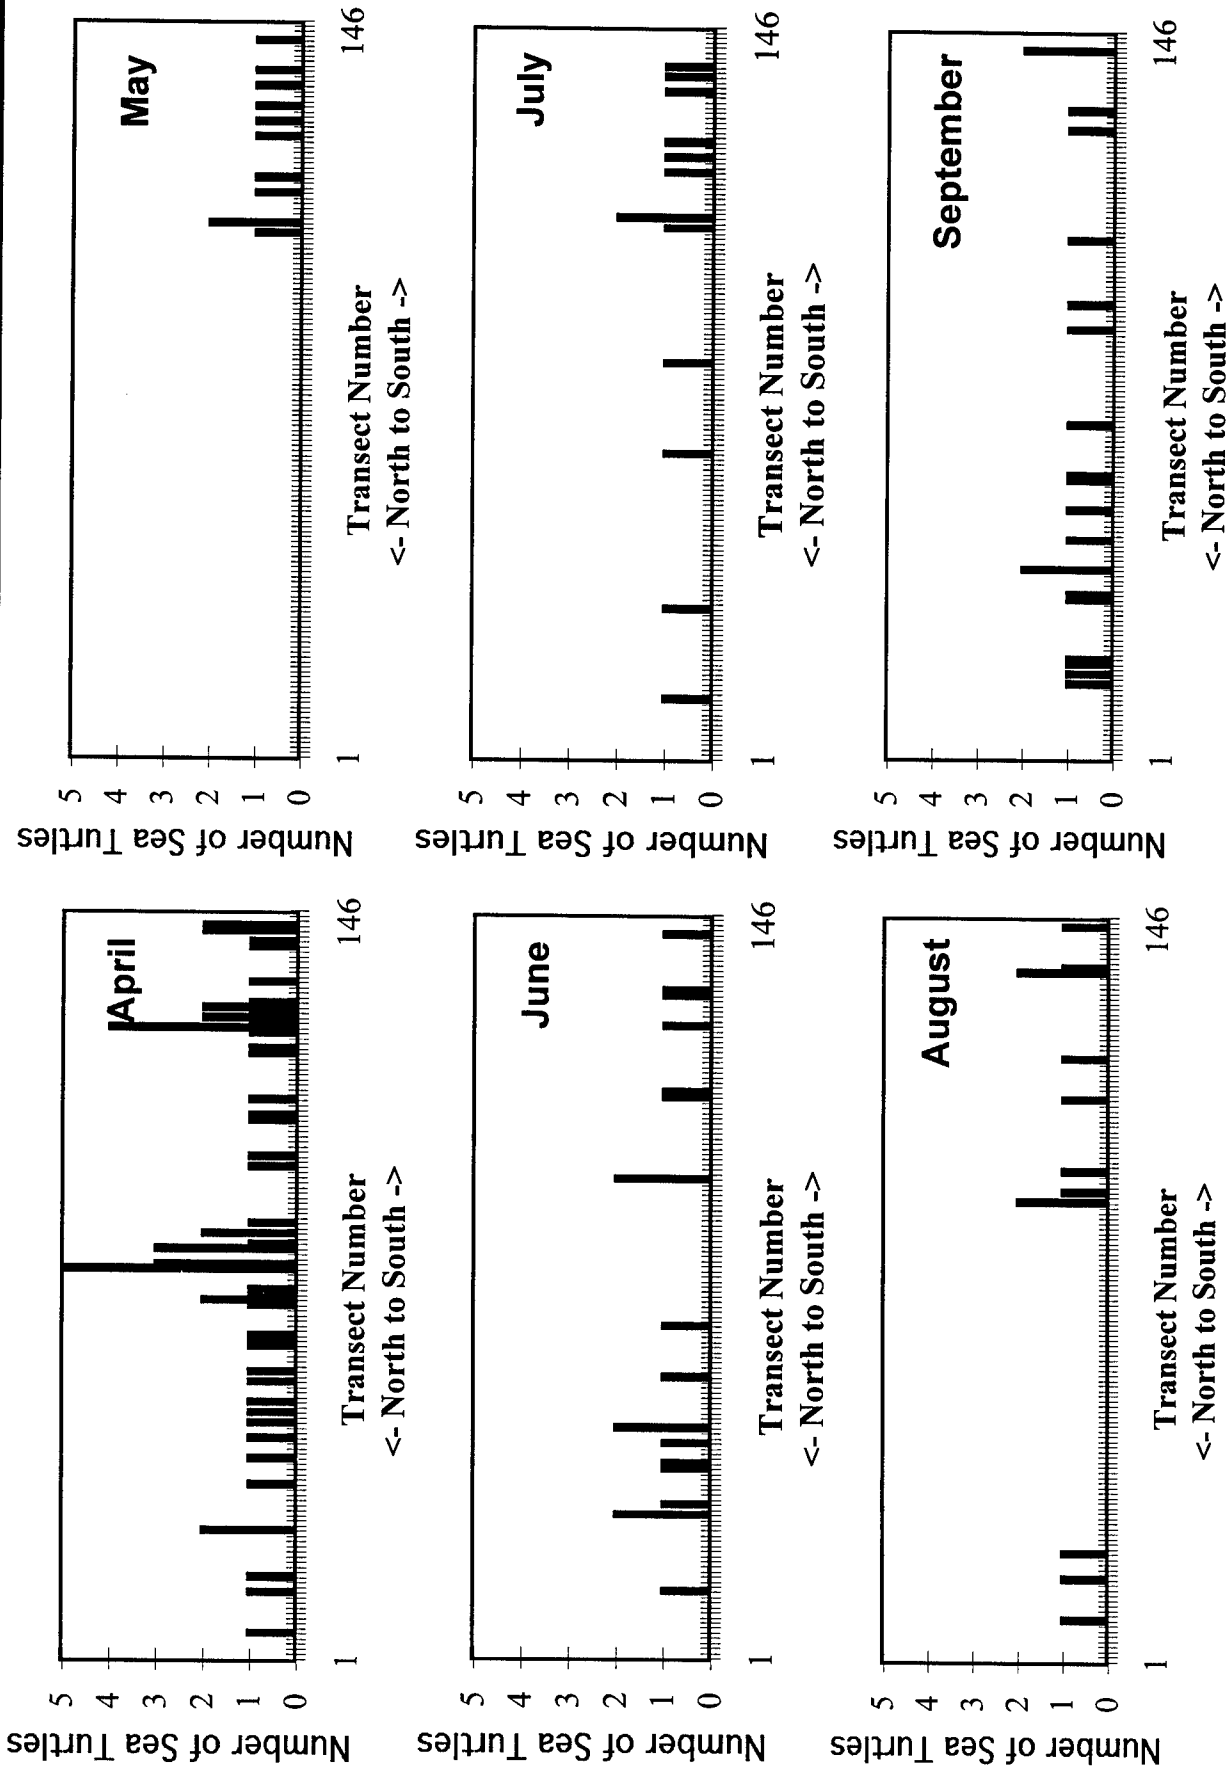 April
Number of Sea Turtles
5
4
3
2
1
0
1
146
Transect Number
<- North to South ->
May
Number of Sea Turtles
5
4
3
2
1
0
1
146
Transect Number
<- North to South ->
June
Number of Sea Turtles
5
4
3
2
1
0
1
146
Transect Number
<- North to South ->
July
Number of Sea Turtles
5
4
3
2
1
0
1
146
Transect Number
<- North to South ->
August
Number of Sea Turtles
5
4
3
2
1
0
1
146
Transect Number
<- North to South ->
September
Number of Sea Turtles
5
4
3
2
1
0
1
146
Transect Number
<- North to South ->